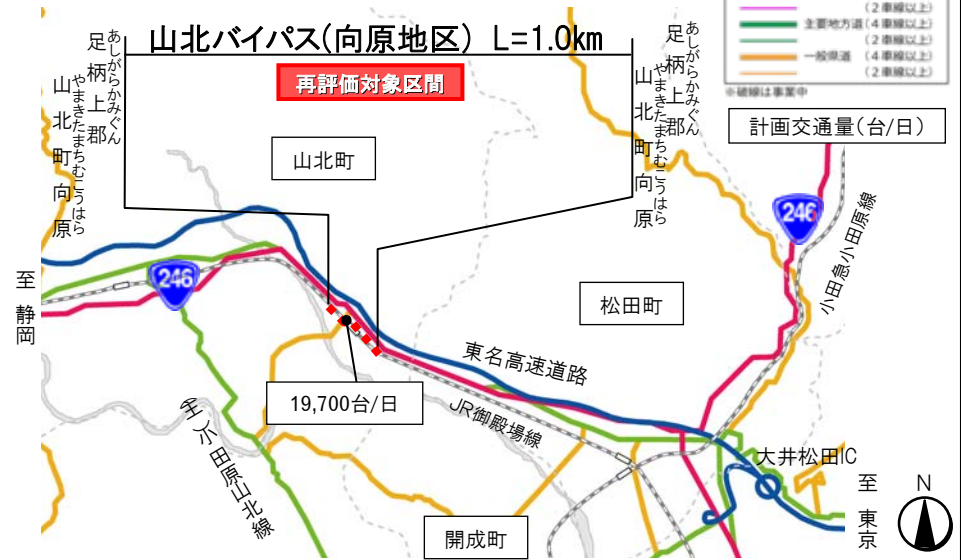 山北バイパス(向原地区) L=1.0km
再評価対象区間
足柄上郡
あしがらかみぐん
山北町向原
やまきたまちむこうはら
足柄上郡
あしがらかみぐん
山北町向原
やまきたまちむこうはら
(2車線以上)
主要地方道(4車線以上)
(2車線以上)
一般県道 (4車線以上)
(2車線以上)
※破線は事業中
計画交通量(台/日)
山北町
246
246
小田急小田原線
至静岡
松田町
東名高速道路
19,700台/日
JR御殿場線
(主)小田原山北線
大井松田IC
開成町
至東京
N